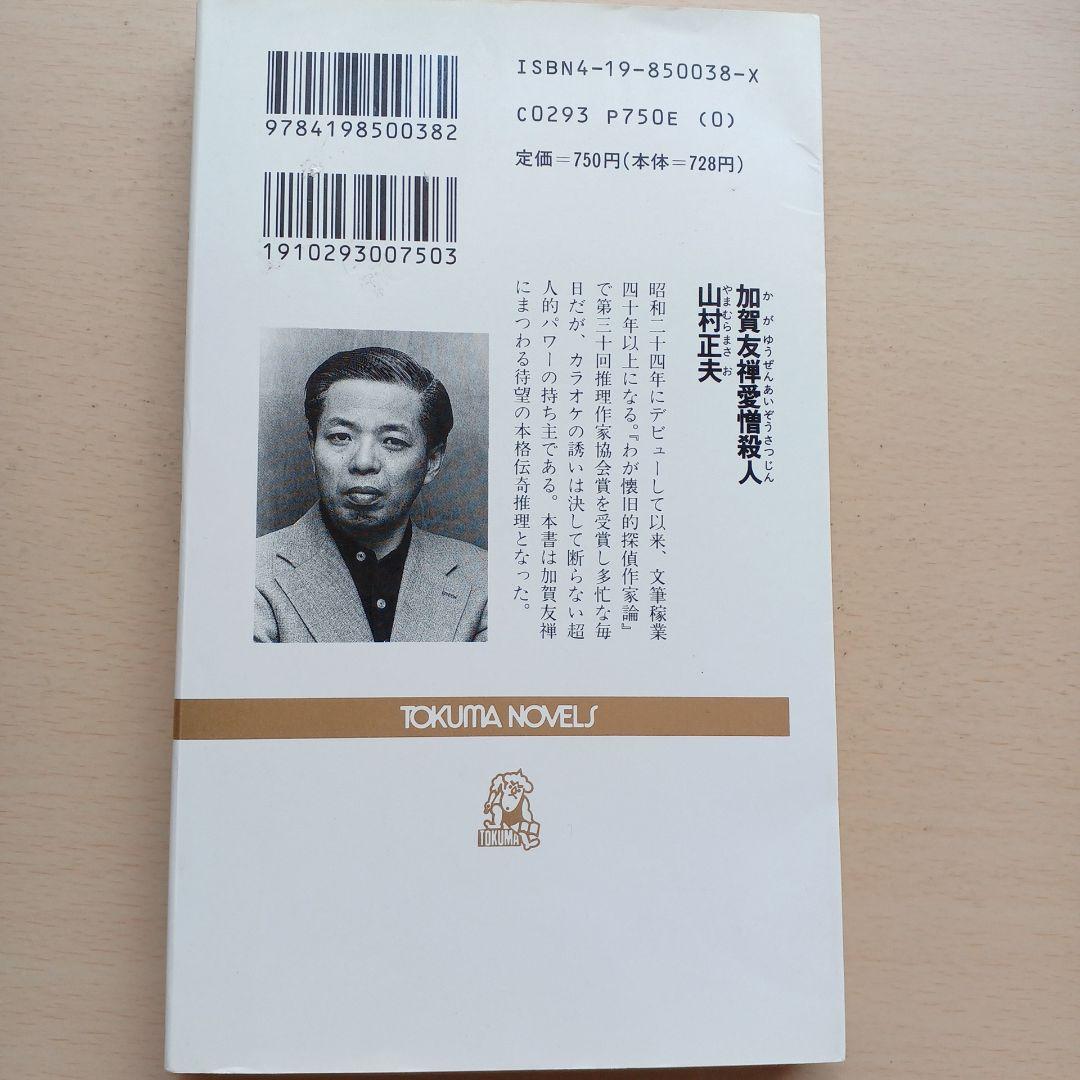 9784198500382
ISBN4-19-850038-X
C0293 P750E (0)
定価=750円(本体=728円)
1910293007503
加賀友禅愛憎殺人
かがゆうぜんあいぞうさつじん
山村正夫
やまむらまさお
昭和二十四年にデビューして以来、文筆稼業
四十年以上になる。『わが懐旧的探偵作家論』
で第三十回推理作家協会賞を受賞し多忙な毎
日だが、カラオケの誘いは決して断らない超
人的パワーの持ち主である。本書は加賀友禅
にまつわる待望の本格伝奇推理となった。
TOKUMA NOVELS
TOKUMA